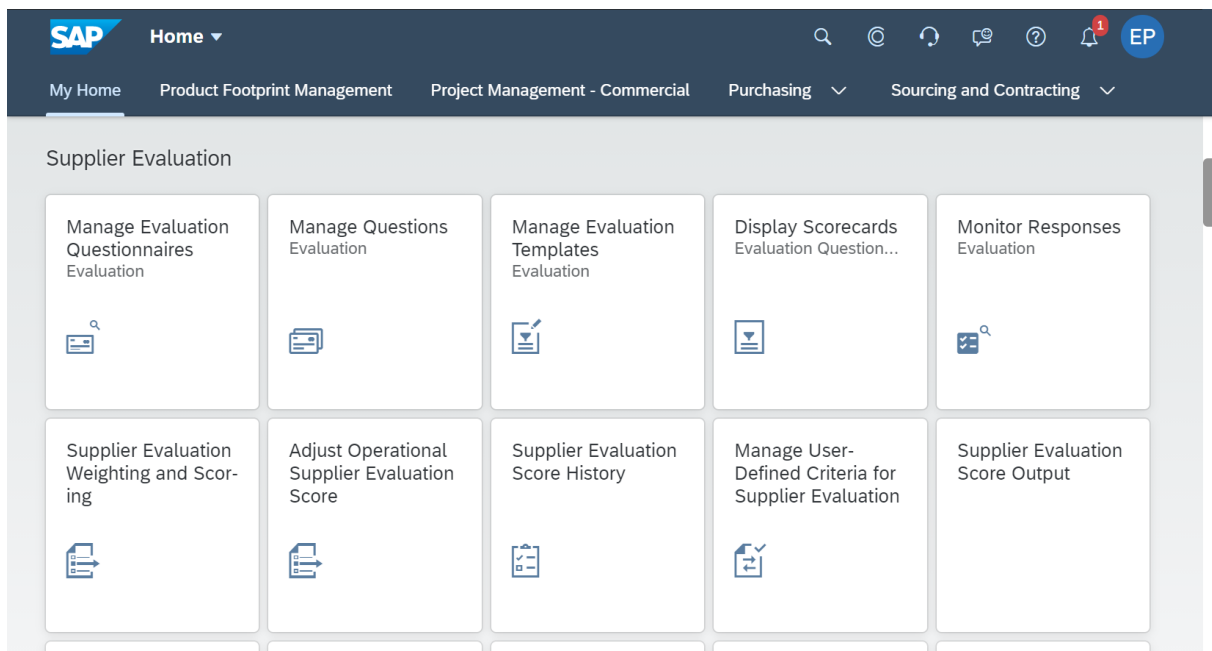 SAP Home
1 EP
My Home Product Footprint Management Project Management - Commercial Purchasing Sourcing and Contracting
Supplier Evaluation
Manage Evaluation
Questionnaires
Evaluation
Manage Questions
Evaluation
Manage Evaluation
Templates
Evaluation
Display Scorecards
Evaluation Question...
Monitor Responses
Evaluation
Supplier Evaluation
Weighting and Scor-
ing
Adjust Operational
Supplier Evaluation
Score
Supplier Evaluation
Score History
Manage User-
Defined Criteria for
Supplier Evaluation
Supplier Evaluation
Score Output